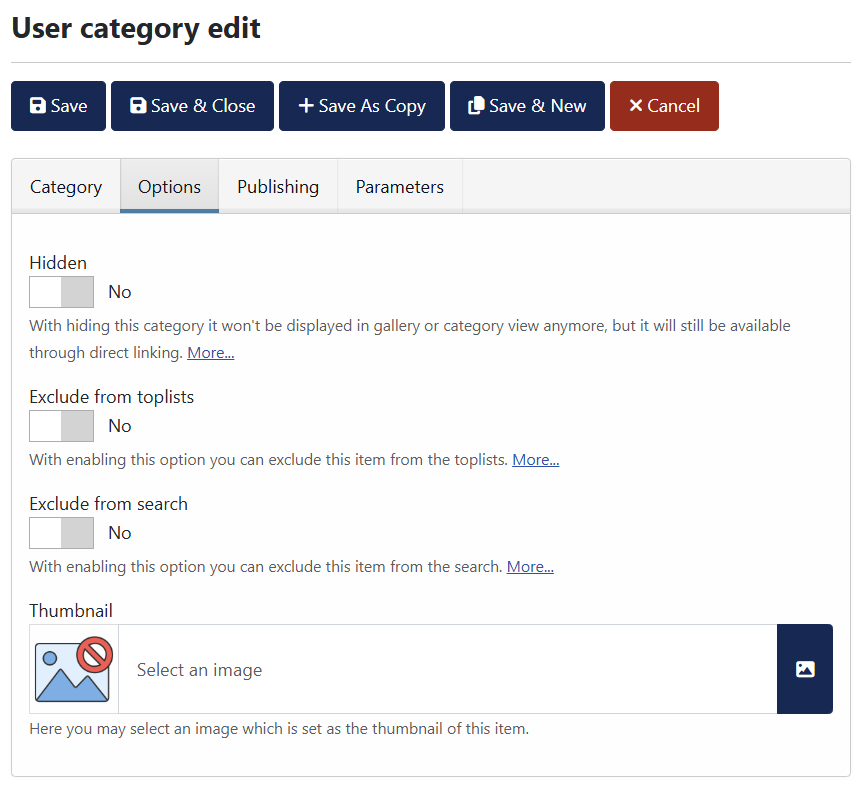 User category edit
Save Save & Close Save As Copy Save & New Cancel
Category Options Publishing Parameters
Hidden
No
With hiding this category it won't be displayed in gallery or category view anymore, but it will still be available
through direct linking. More...
Exclude from toplists
No
With enabling this option you can exclude this item from the toplists. More...
Exclude from search
No
With enabling this option you can exclude this item from the search. More...
Thumbnail
Select an image
Here you may select an image which is set as the thumbnail of this item.